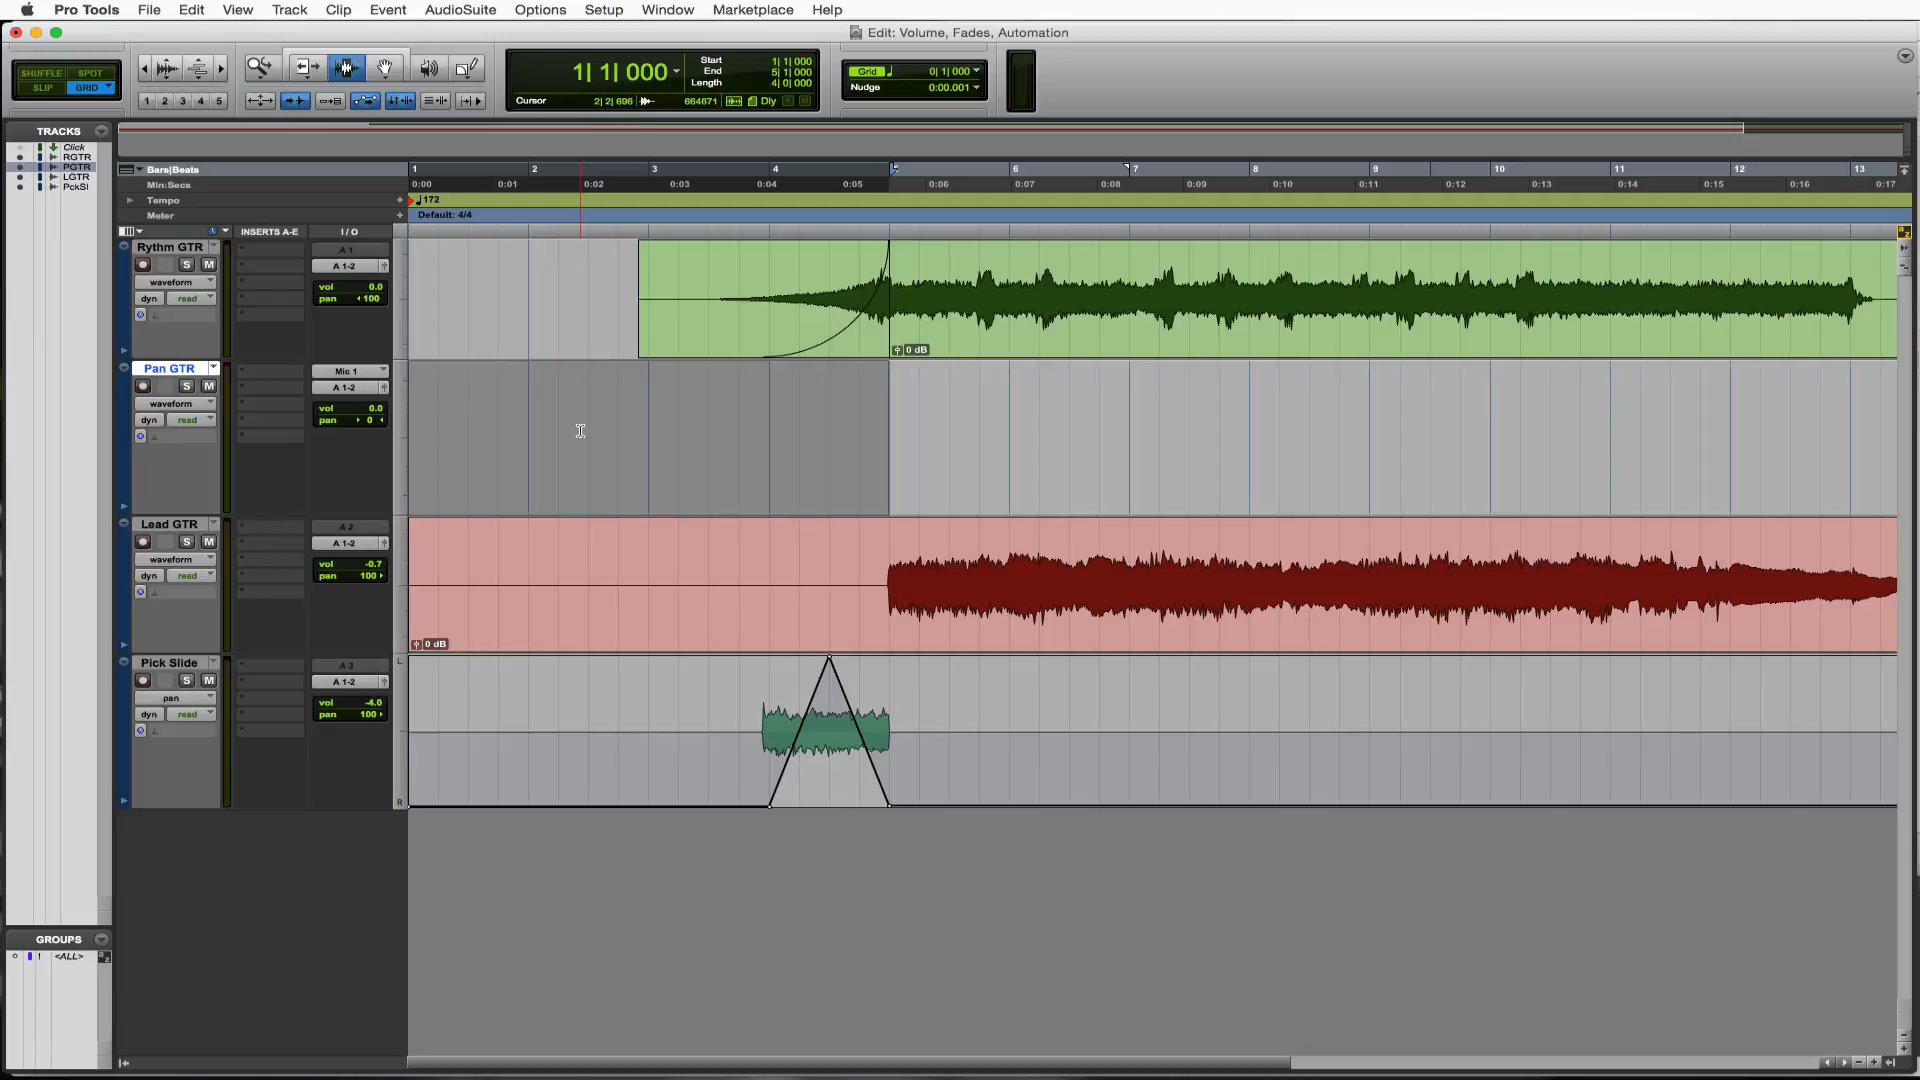 Pro Tools File Edit View Track Clip Event AudioSuite Options Setup Window Marketplace Help
Edit: Volume, Fades, Automation
SHUFFLE SPOT
SLIP GRID
1 2 3 4 5
1| 1| 000
Start 1| 1| 000
End 5| 1| 000
Length 4| 0| 000
Cursor 2| 2| 696 664671 Dly S M
Grid 0| 1| 000
Nudge 0:00.001
TRACKS
Click
RGTR
PGTR
LGTR
PckSl
Bars|Beats 1 2 3 4 5 6 7 8 9 10 11 12 13
Min:Secs 0:00 0:01 0:02 0:03 0:04 0:05 0:06 0:07 0:08 0:09 0:10 0:11 0:12 0:13 0:14 0:15 0:16 0:17
Tempo 172
Meter Default: 4/4
INSERTS A-E I / O
Rythm GTR
S M
waveform
dyn read
A 1
A 1-2
vol 0.0
pan 100
0 dB
Pan GTR
S M
waveform
dyn read
Mic 1
A 1-2
vol 0.0
pan 0
Lead GTR
S M
waveform
dyn read
A 2
A 1-2
vol -0.7
pan 100
0 dB
Pick Slide
S M
pan
dyn read
A 3
A 1-2
vol -4.0
pan 100
L
R
GROUPS
! <ALL>
a z